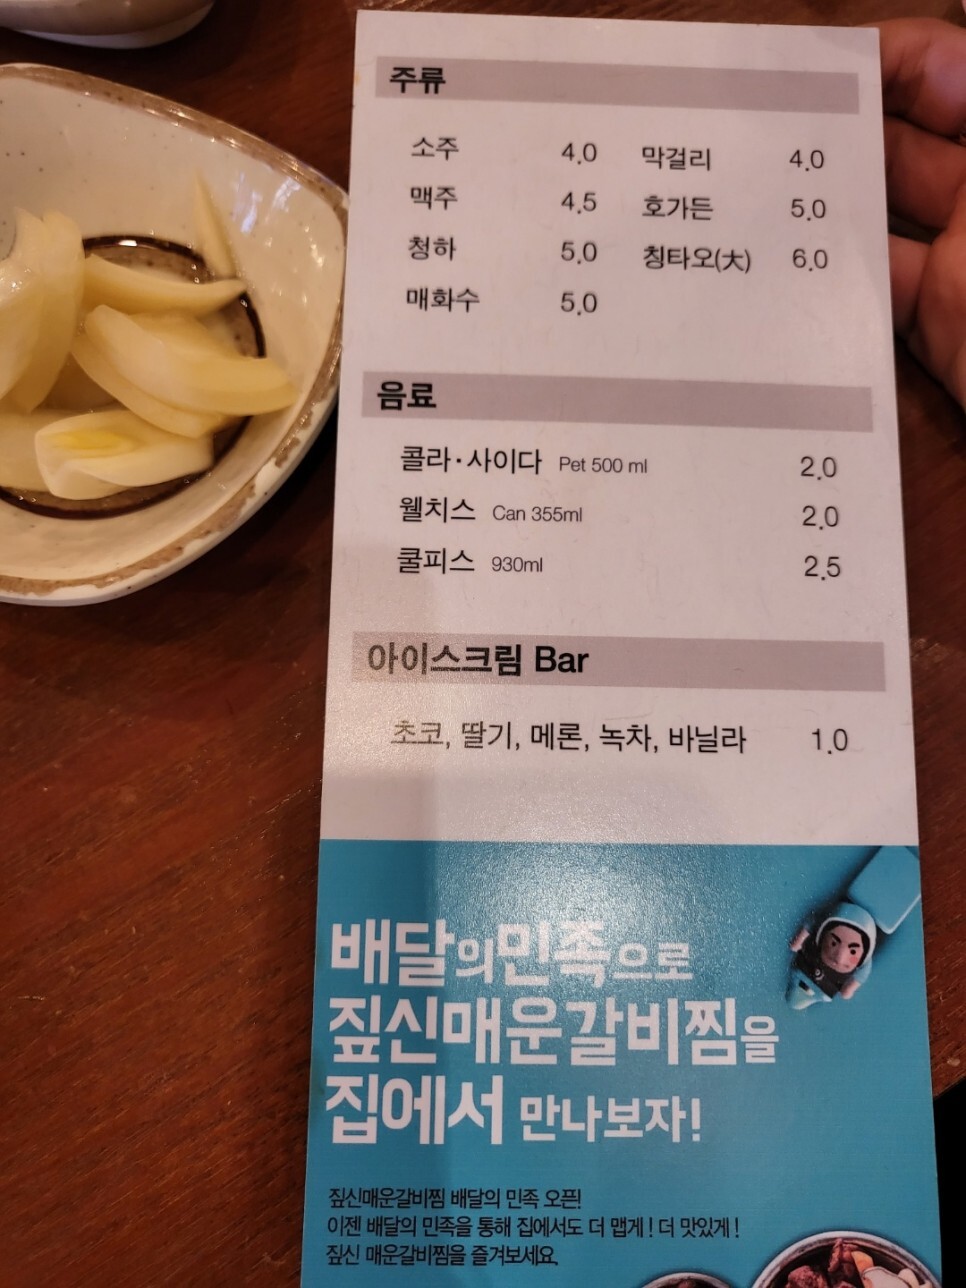 주류
소주 4.0 막걸리 4.0
맥주 4.5 호가든 5.0
청하 5.0 칭타오(大) 6.0
매화수 5.0
음료
콜라·사이다 Pet 500 ml 2.0
웰치스 Can 355ml 2.0
쿨피스 930ml 2.5
아이스크림 Bar
초코, 딸기, 메론, 녹차, 바닐라 1.0
배달의민족으로
짚신매운갈비찜을
집에서 만나보자!
짚신매운갈비찜 배달의 민족 오픈!
이젠 배달의 민족을 통해 집에서도 더 맵게! 더 맛있게!
짚신 매운갈비찜을 즐겨보세요.